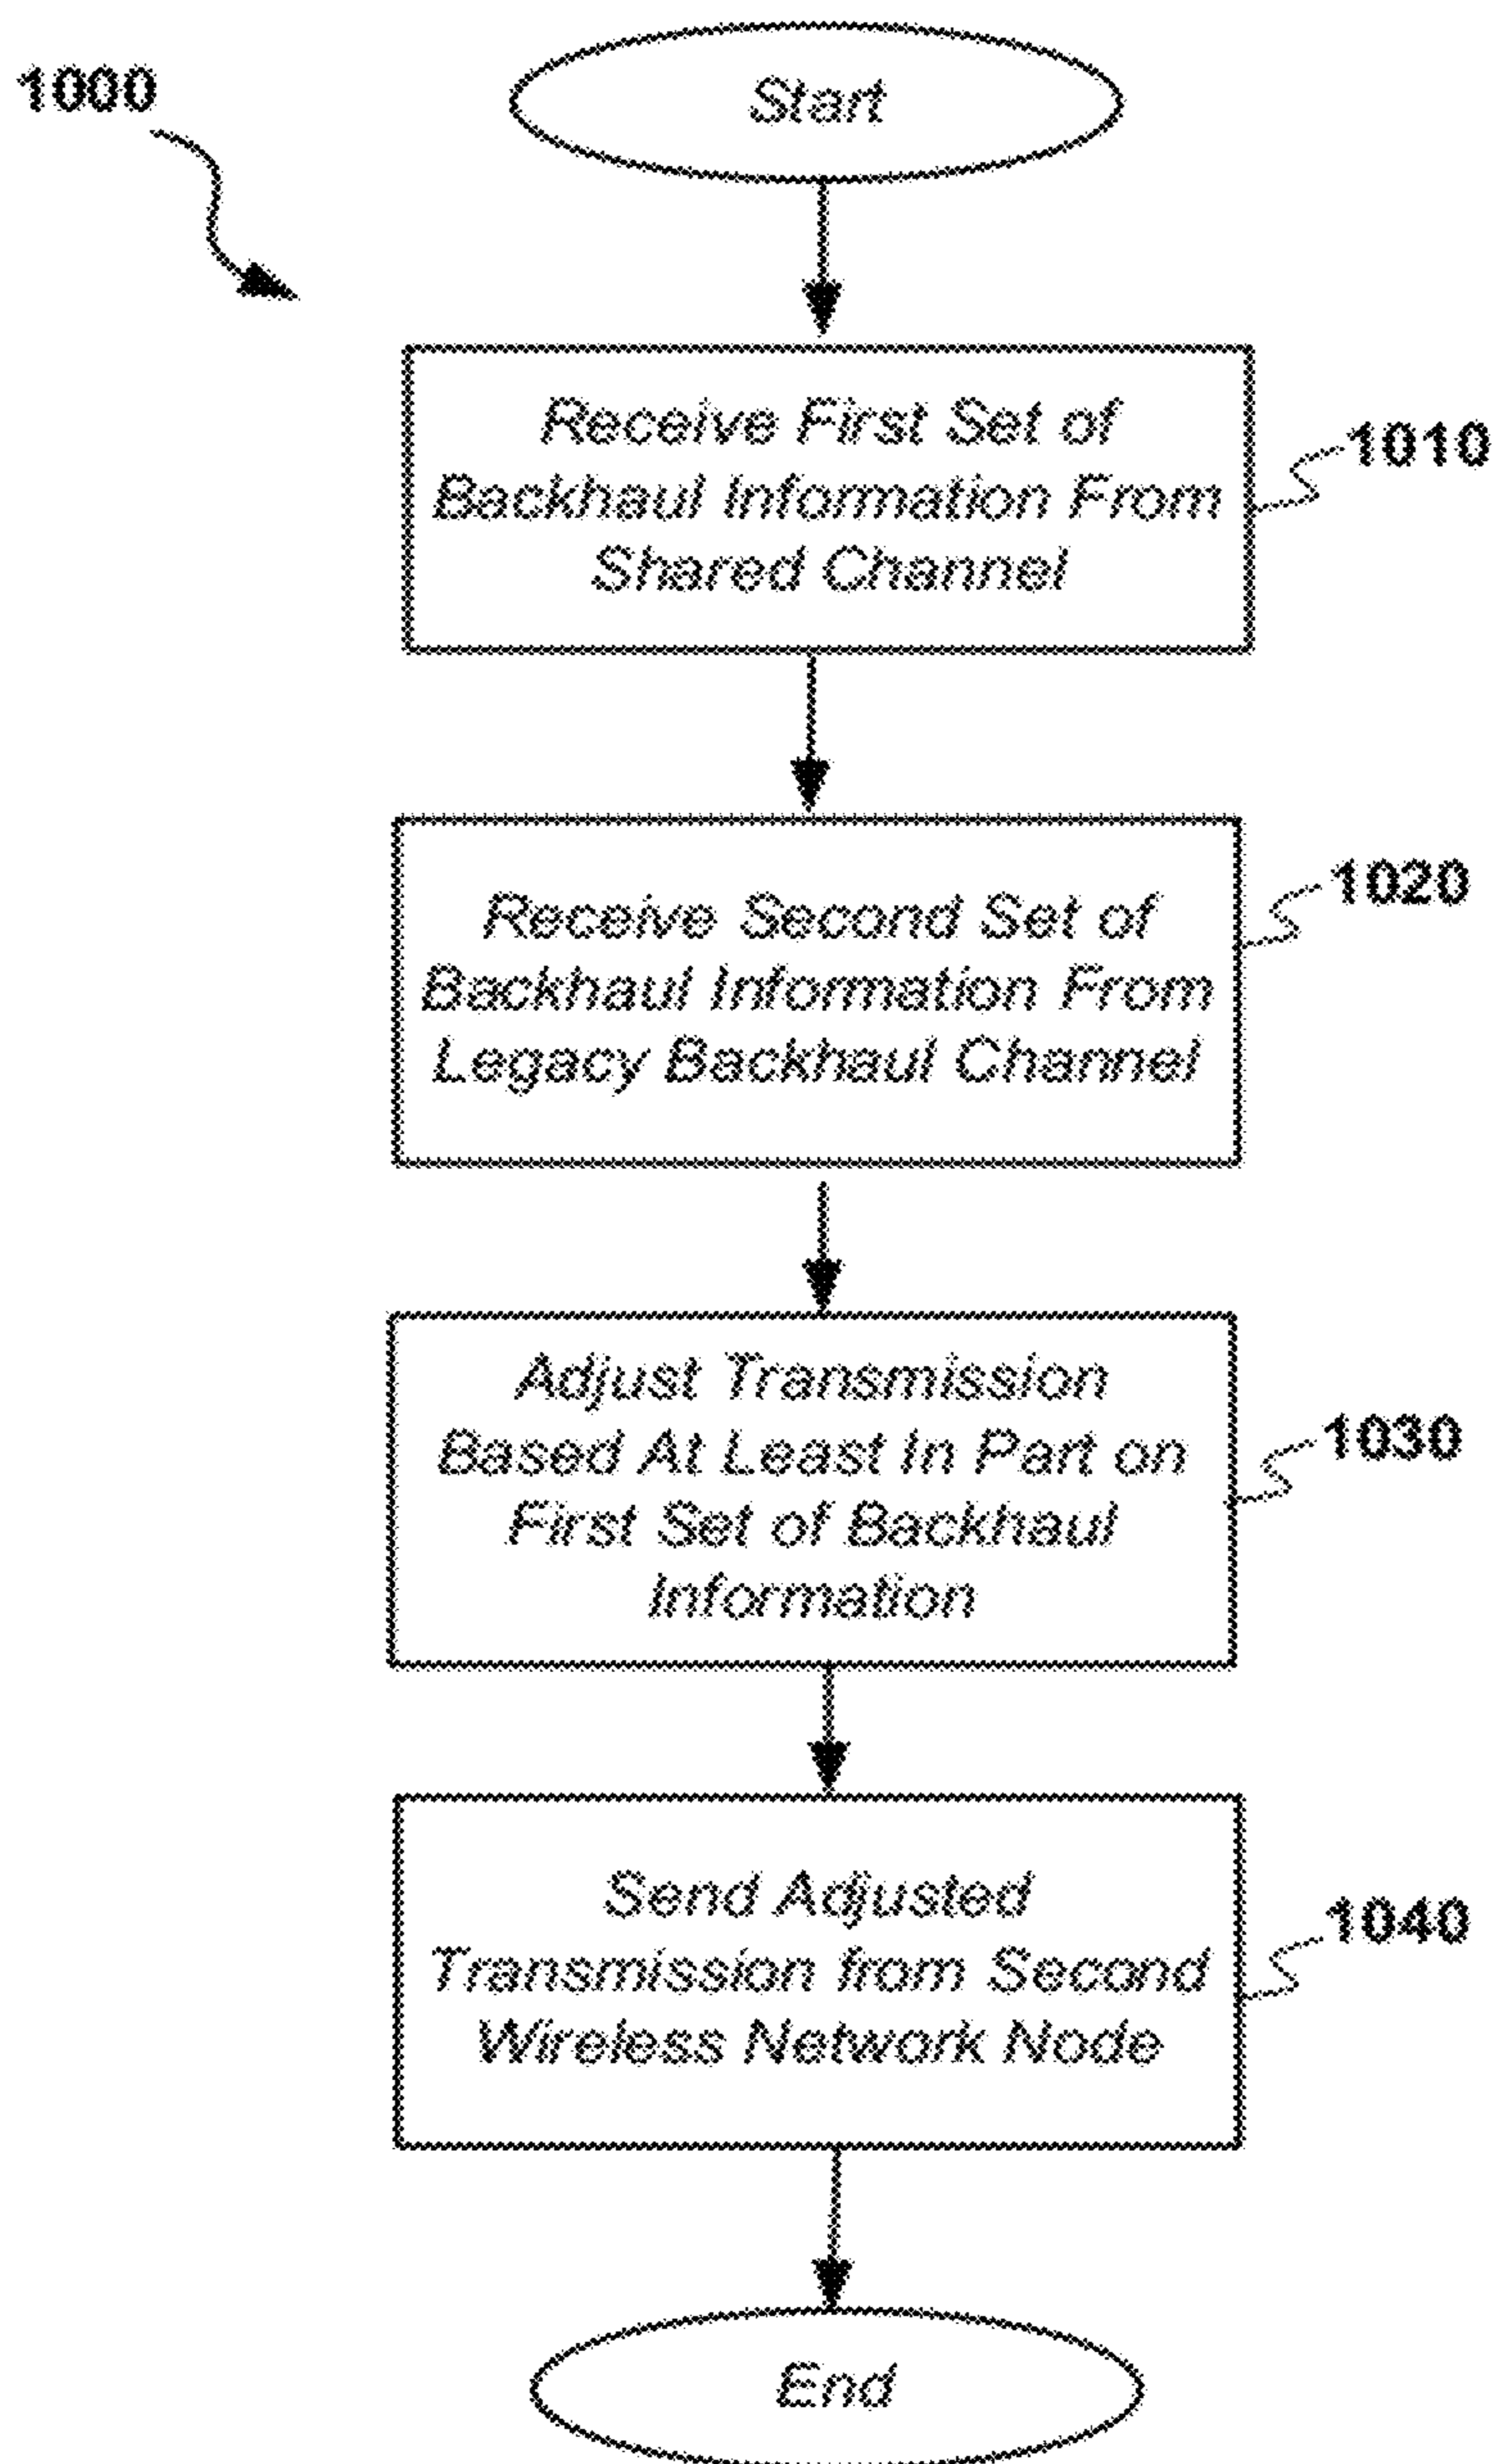 1000
Start
Receive First Set of
Backhaul Information From
Shared Channel
1010
Receive Second Set of
Backhaul Information From
Legacy Backhaul Channel
1020
Adjust Transmission
Based At Least In Part on
First Set of Backhaul
Information
1030
Send Adjusted
Transmission from Second
Wireless Network Node
1040
End